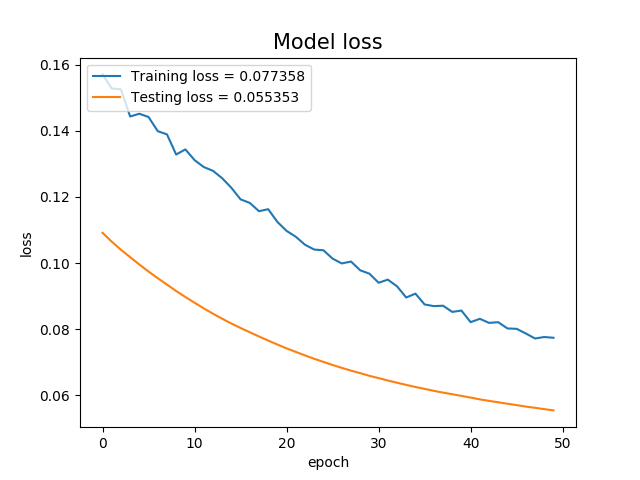 Model loss
Training loss = 0.077358
Testing loss = 0.055353
0.16
0.14
0.12
0.10
0.08
0.06
loss
0 10 20 30 40 50
epoch